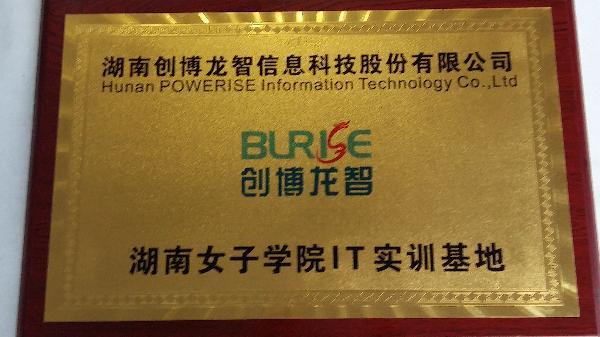 湖南创博龙智信息科技股份有限公司
Hunan POWERISE Information Technology Co.,Ltd
BLRISE
创博龙智
湖南女子学院IT实训基地